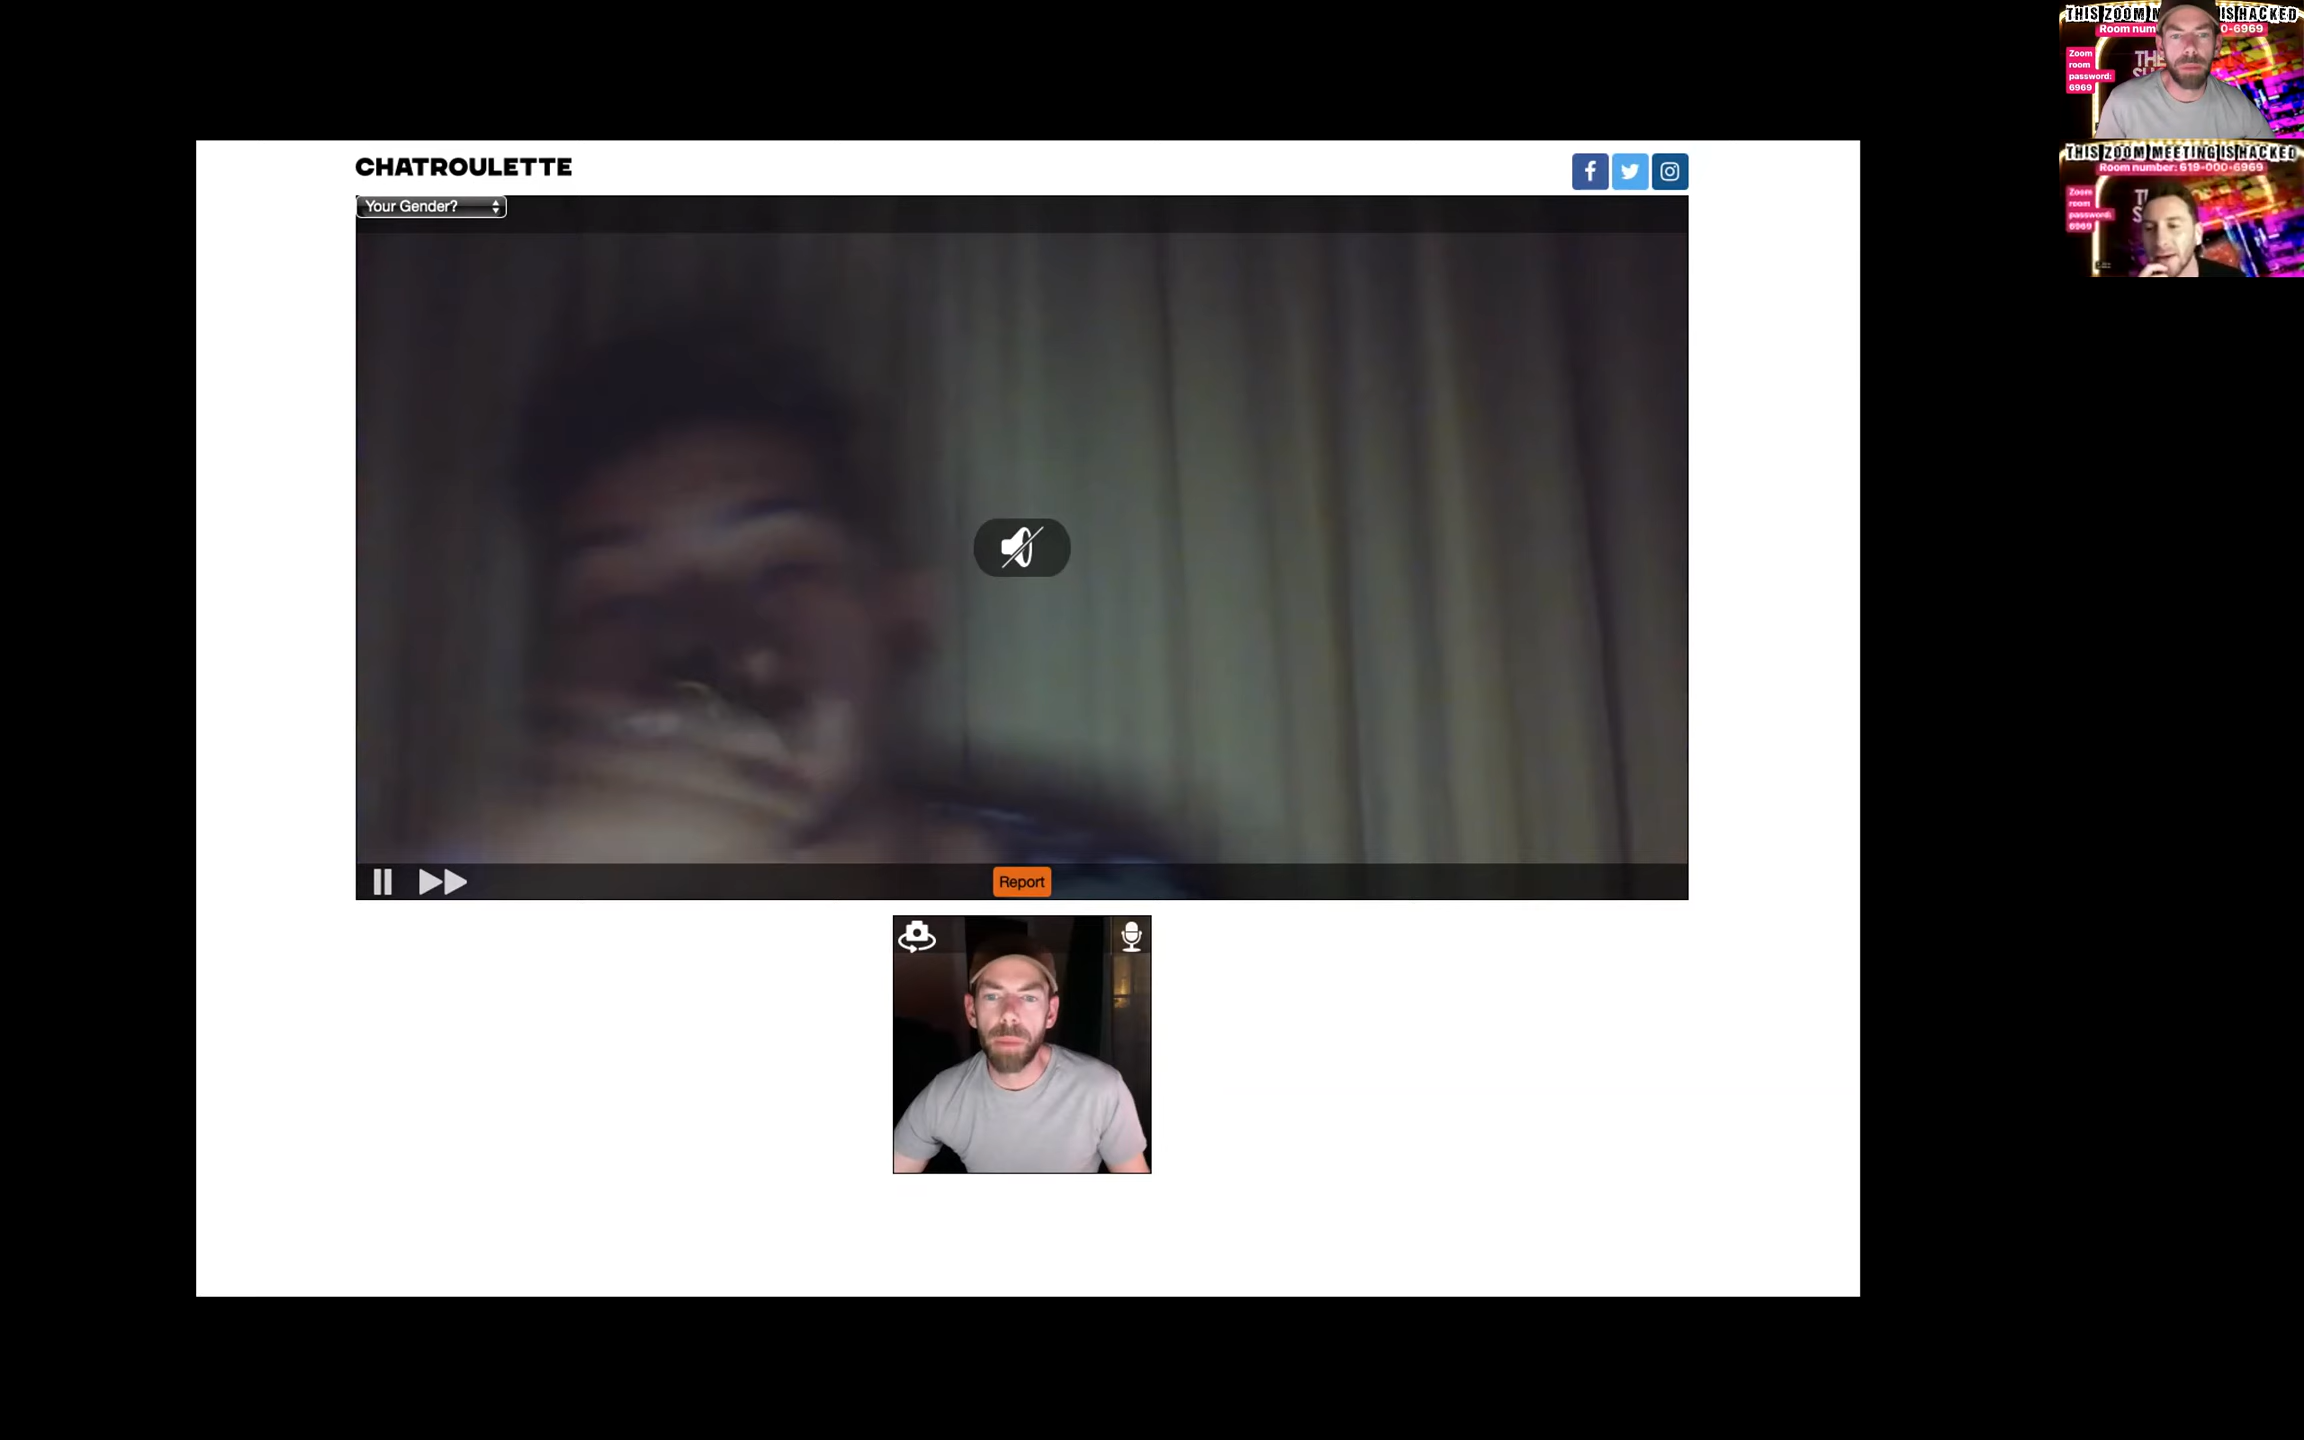 CHATROULETTE
Your Gender?
Report
THIS ZOOM M IS HACKED
Room num 0-6969
Zoom
room
password:
6969
THE
THIS ZOOM MEETING IS HACKED
Room number: 619-000-6969
Zoom
room
password:
6969